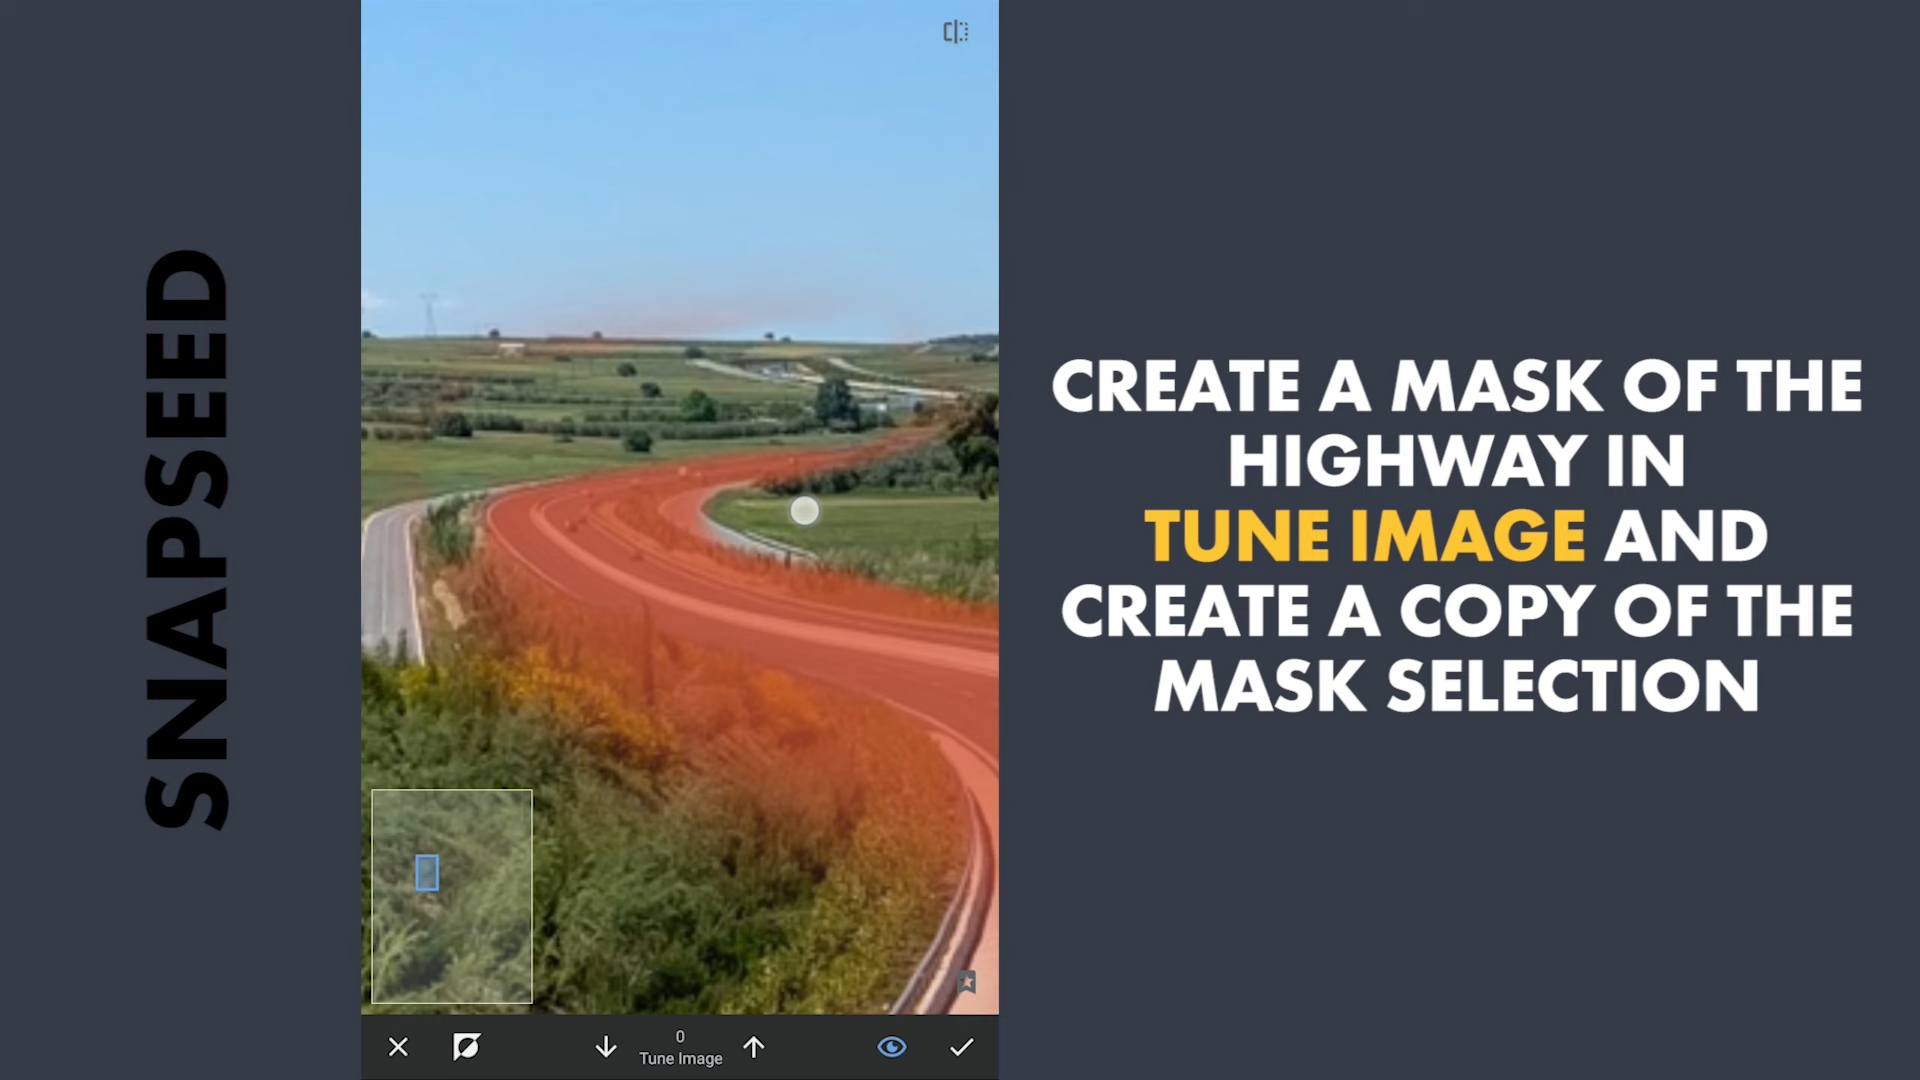 SNAPSEED
CREATE A MASK OF THE
HIGHWAY IN
TUNE IMAGE AND
CREATE A COPY OF THE
MASK SELECTION
0
Tune Image